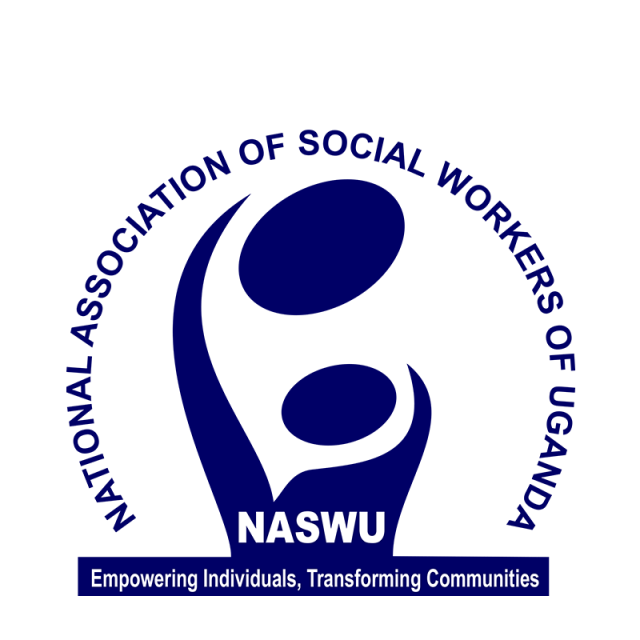 NATIONAL ASSOCIATION OF SOCIAL WORKERS OF UGANDA
NASWU
Empowering Individuals, Transforming Communities